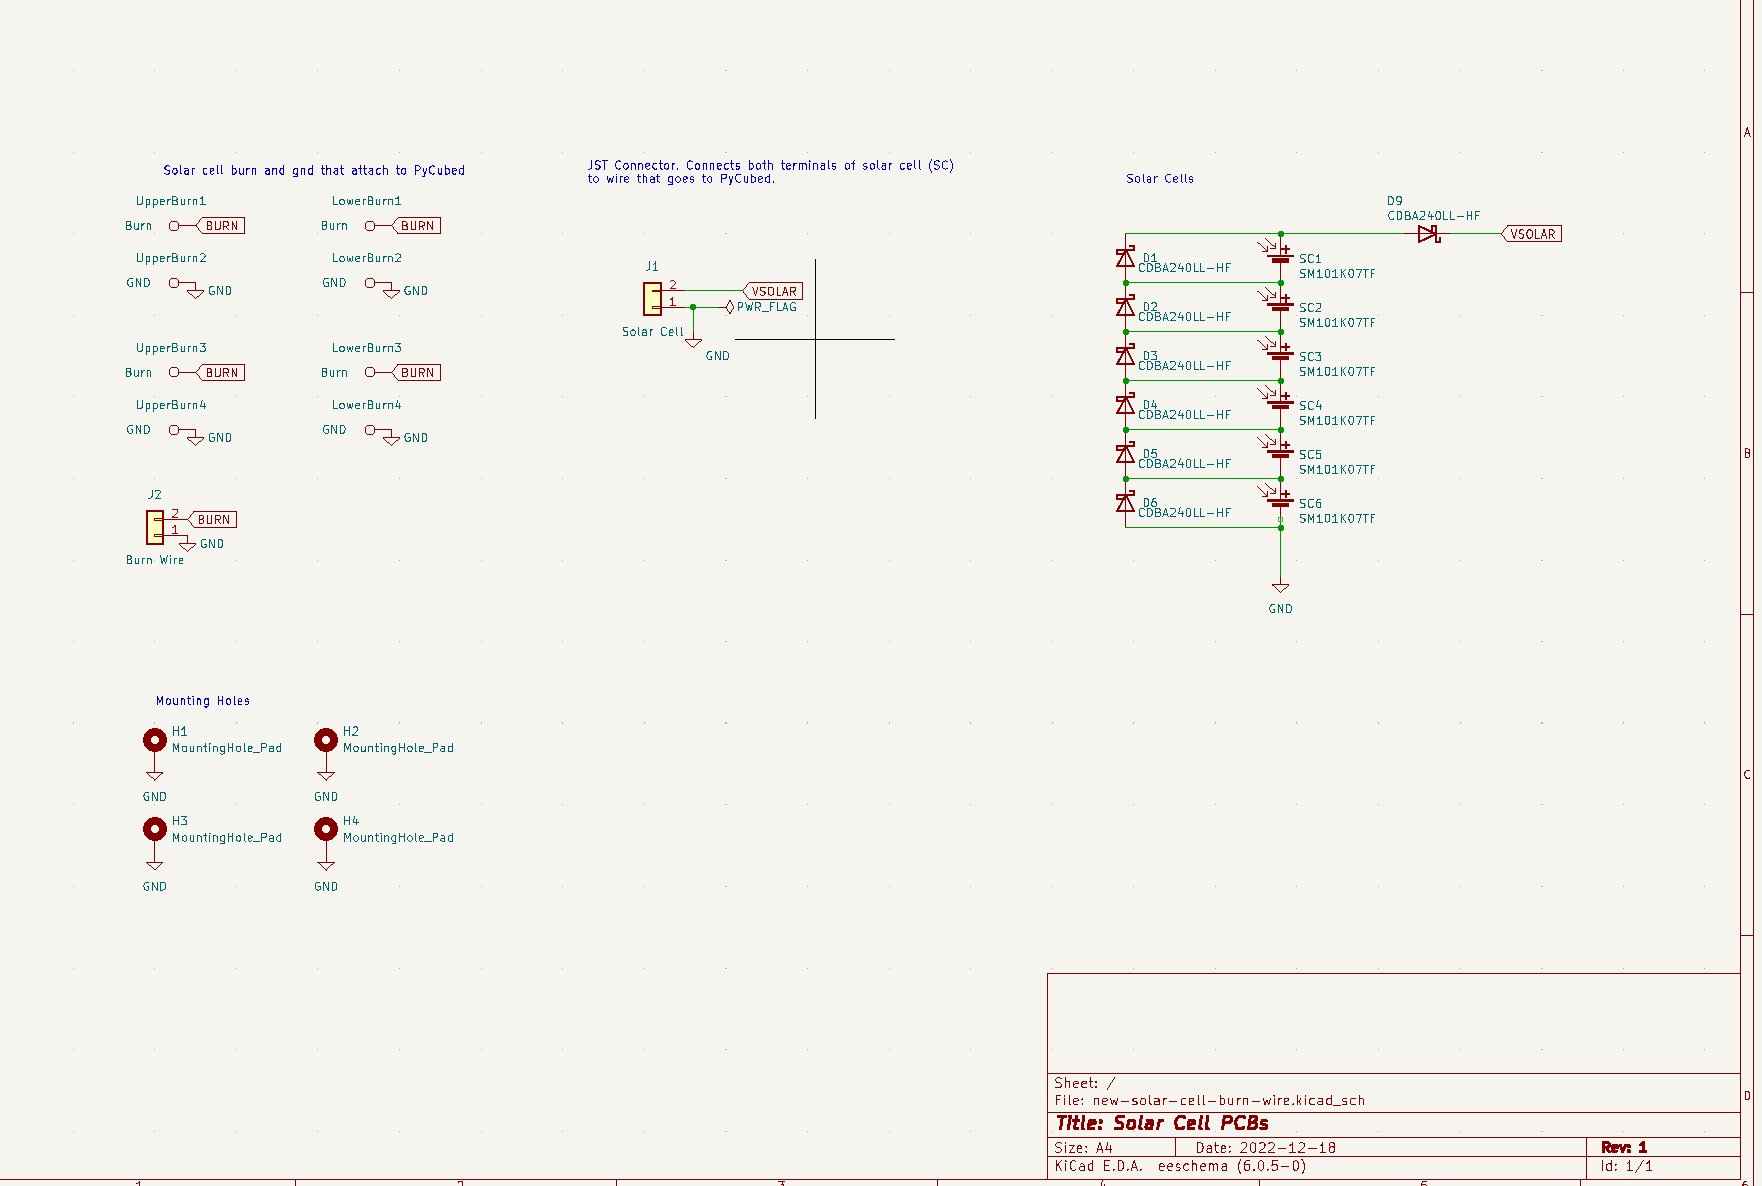 Solar cell burn and gnd that attach to PyCubed
UpperBurn1
Burn
BURN
LowerBurn1
Burn
BURN
UpperBurn2
GND
GND
LowerBurn2
GND
GND
UpperBurn3
Burn
BURN
LowerBurn3
Burn
BURN
UpperBurn4
GND
GND
LowerBurn4
GND
GND
J2
2
BURN
1
GND
Burn Wire
JST Connector. Connects both terminals of solar cell (SC)
to wire that goes to PyCubed.
J1
2
VSOLAR
1
PWR_FLAG
Solar Cell
GND
Solar Cells
D9
CDBA240LL-HF
VSOLAR
D1
CDBA240LL-HF
SC1
SM101K07TF
D2
CDBA240LL-HF
SC2
SM101K07TF
D3
CDBA240LL-HF
SC3
SM101K07TF
D4
CDBA240LL-HF
SC4
SM101K07TF
D5
CDBA240LL-HF
SC5
SM101K07TF
D6
CDBA240LL-HF
SC6
SM101K07TF
GND
Mounting Holes
H1
MountingHole_Pad
GND
H2
MountingHole_Pad
GND
H3
MountingHole_Pad
GND
H4
MountingHole_Pad
GND
A
B
C
D
Sheet: /
File: new-solar-cell-burn-wire.kicad_sch
Title: Solar Cell PCBs
Size: A4
Date: 2022-12-18
Rev: 1
KiCad E.D.A. eeschema (6.0.5-0)
Id: 1/1